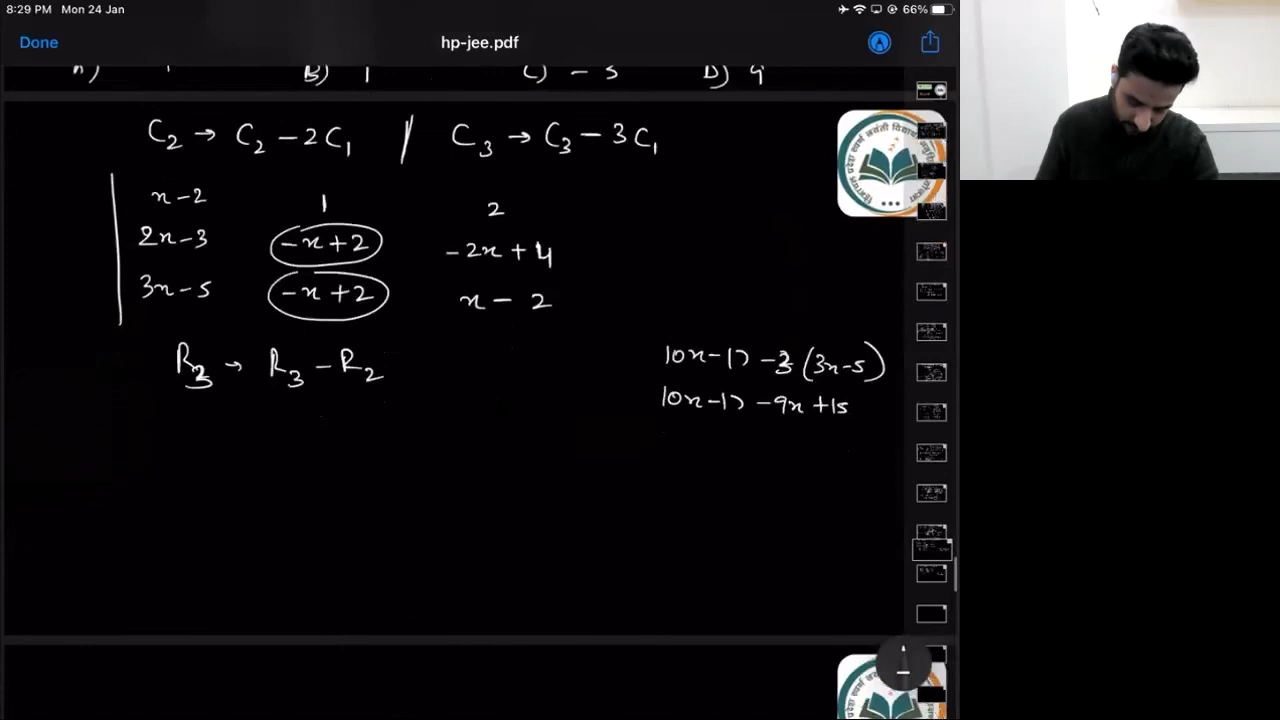 8:29 PM Mon 24 Jan
66%
Done
hp-jee.pdf
B) 1 C) - 5 D) 9
C₂ → C₂ - 2C₁ / C₃ → C₃ - 3C₁
x - 2 1 2
2x - 3 -x + 2 -2x + 4
3x - 5 -x + 2 x - 2
R₃ → R₃ - R₂
10x - 17 - 3 (3x - 5)
10x - 17 - 9x + 15